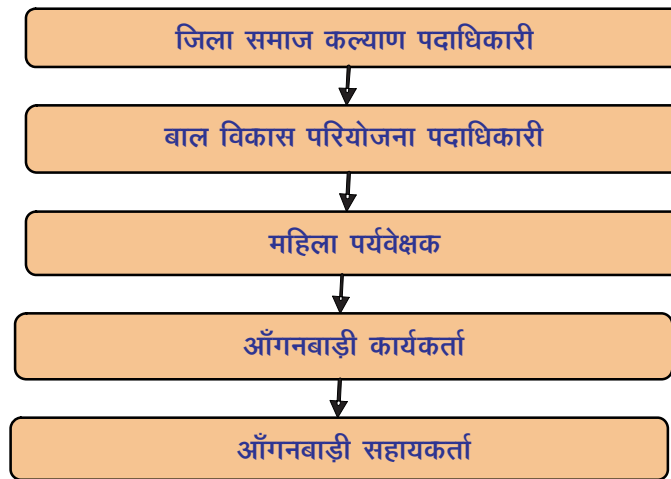 जिला समाज कल्याण पदाधिकारी
बाल विकास परियोजना पदाधिकारी
महिला पर्यवेक्षक
आँगनबाड़ी कार्यकर्ता
आँगनबाड़ी सहायकर्ता